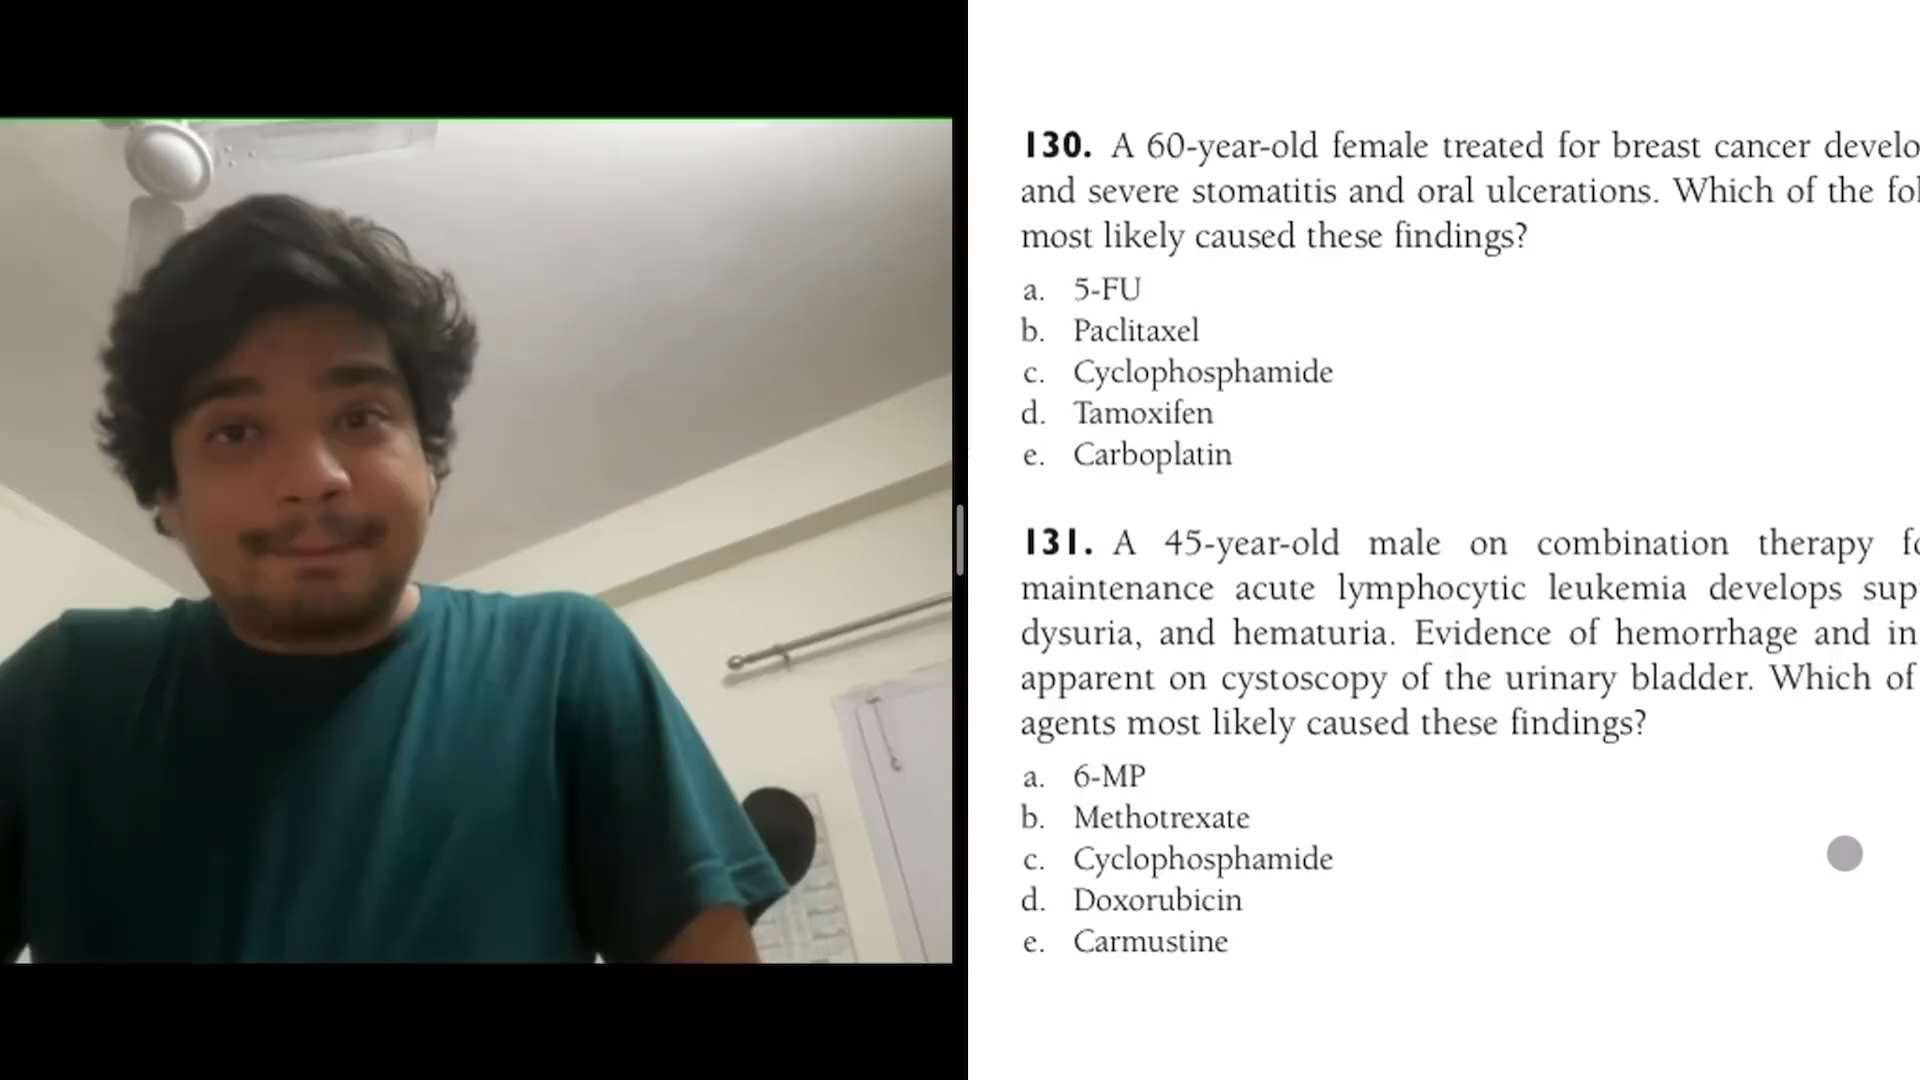 130. A 60-year-old female treated for breast cancer develo
and severe stomatitis and oral ulcerations. Which of the fol
most likely caused these findings?
a. 5-FU
b. Paclitaxel
c. Cyclophosphamide
d. Tamoxifen
e. Carboplatin
131. A 45-year-old male on combination therapy fo
maintenance acute lymphocytic leukemia develops sup
dysuria, and hematuria. Evidence of hemorrhage and in
apparent on cystoscopy of the urinary bladder. Which of
agents most likely caused these findings?
a. 6-MP
b. Methotrexate
c. Cyclophosphamide
d. Doxorubicin
e. Carmustine